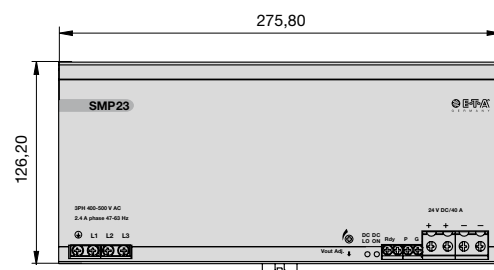 275,80
126,20
SMP23
E-T-A
GERMANY
3PH 400-500 V AC
2.4 A phase 47-63 Hz
L1 L2 L3
Vout Adj.
DC DC
LO ON
Rdy P G
24 V DC/40 A
+ + − −